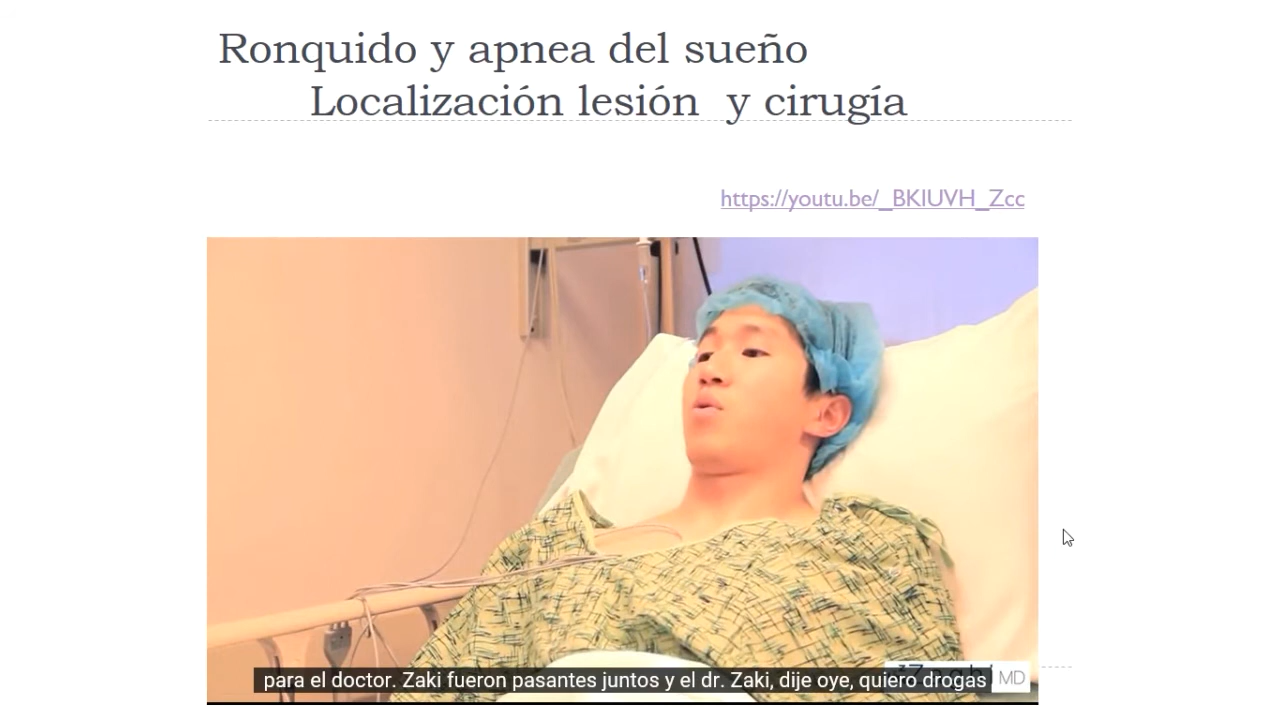 Ronquido y apnea del sueño
Localización lesión y cirugía
https://youtu.be/_BKIUVH_Zcc
para el doctor. Zaki fueron pasantes juntos y el dr. Zaki, dije oye, quiero drogas
MD